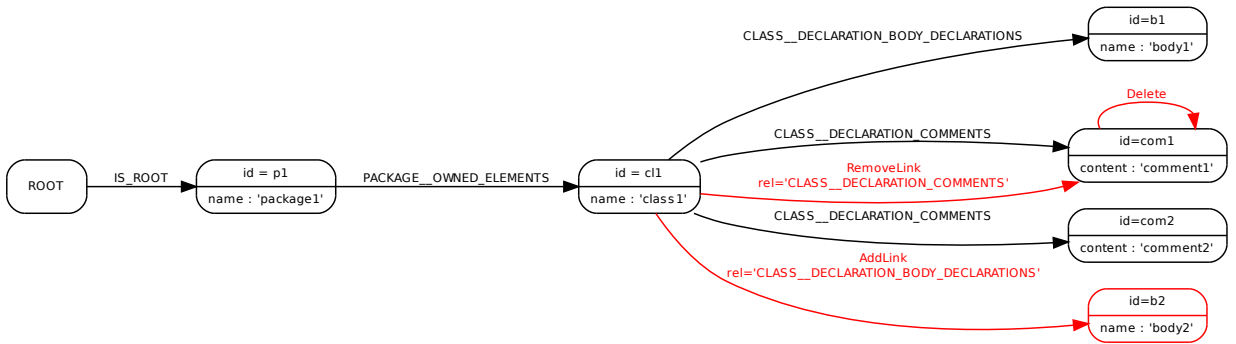 ROOT
IS_ROOT
id = p1
name : 'package1'
PACKAGE__OWNED_ELEMENTS
id = cl1
name : 'class1'
CLASS__DECLARATION_BODY_DECLARATIONS
id=b1
name : 'body1'
Delete
CLASS__DECLARATION_COMMENTS
id=com1
content : 'comment1'
RemoveLink
rel='CLASS__DECLARATION_COMMENTS'
CLASS__DECLARATION_COMMENTS
id=com2
content : 'comment2'
AddLink
rel='CLASS__DECLARATION_BODY_DECLARATIONS'
id=b2
name : 'body2'